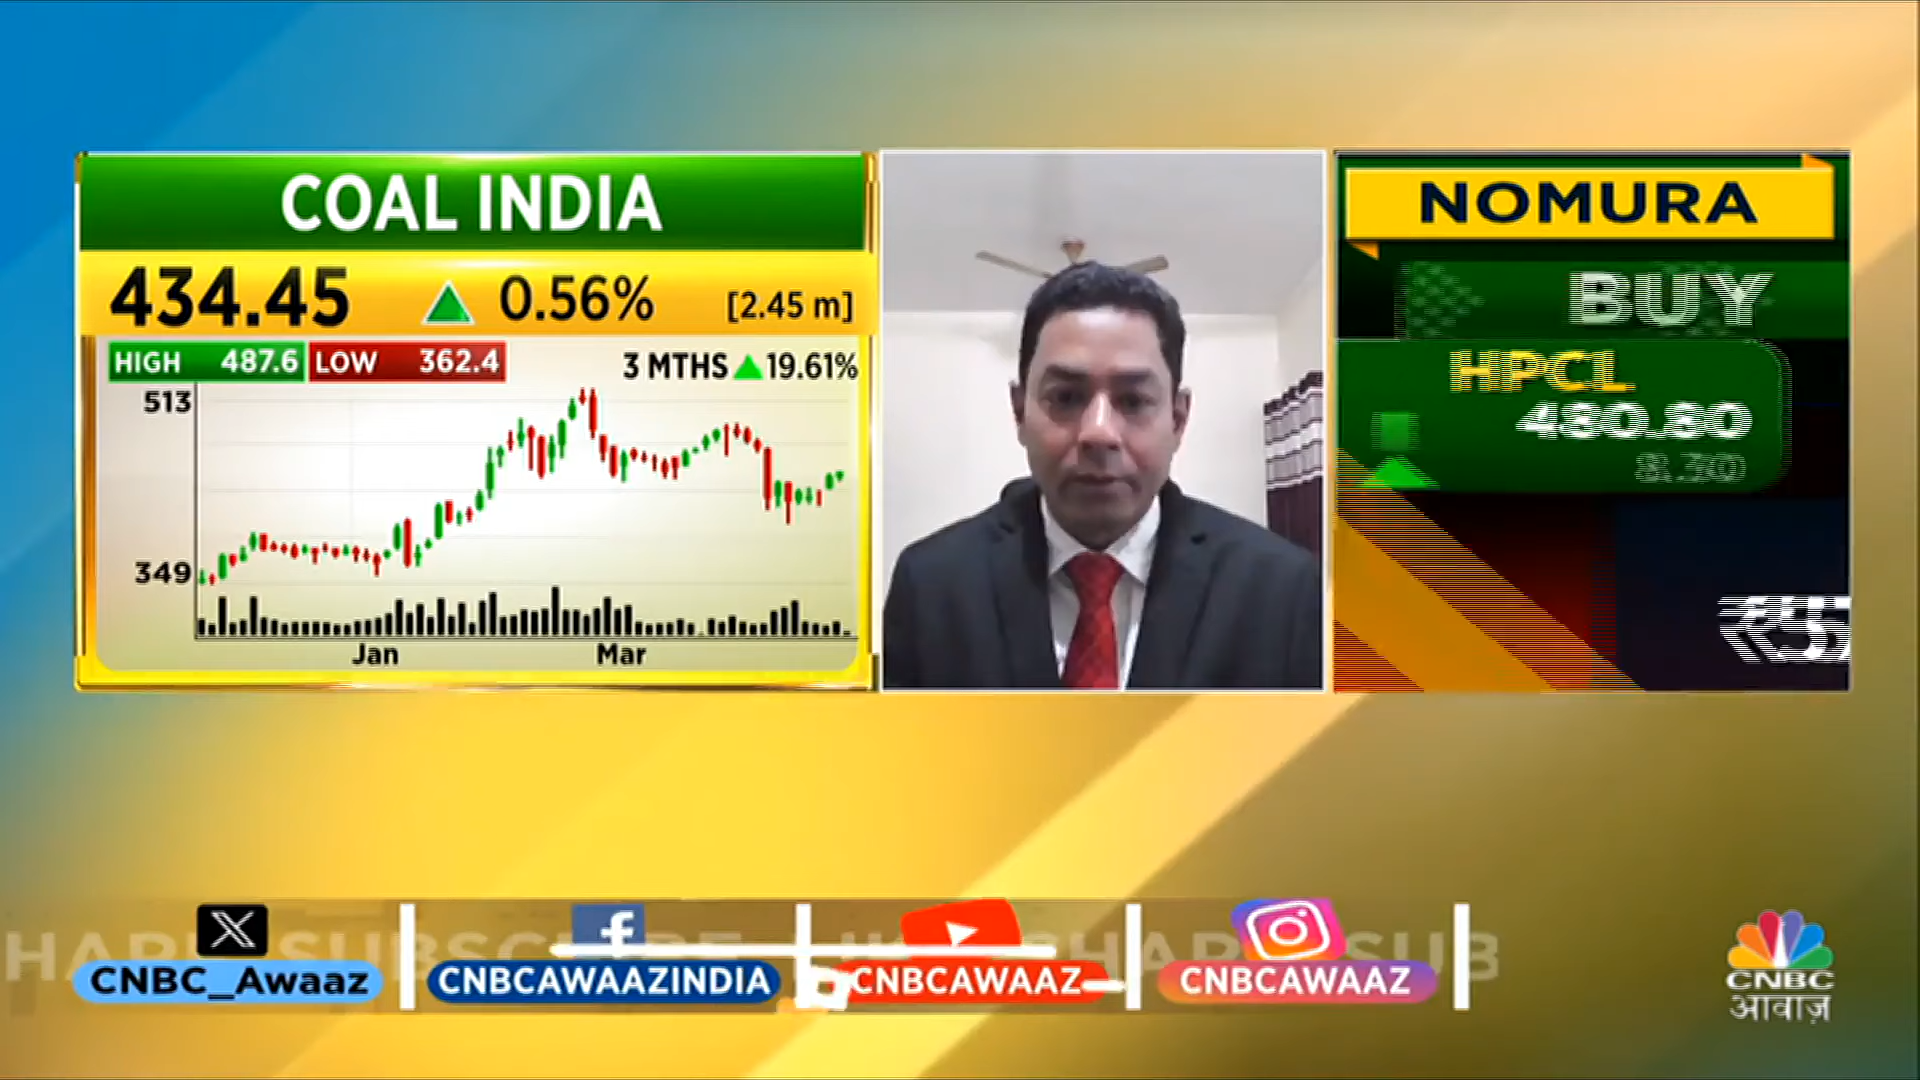 COAL INDIA
434.45 0.56% [2.45 m]
HIGH 487.6 LOW 362.4 3 MTHS 19.61%
513
349
Jan Mar
NOMURA
BUY
HPCL
480.80
8.30
CNBC_Awaaz
CNBCAWAAZINDIA
CNBCAWAAZ
CNBCAWAAZ
CNBC
आवाज़